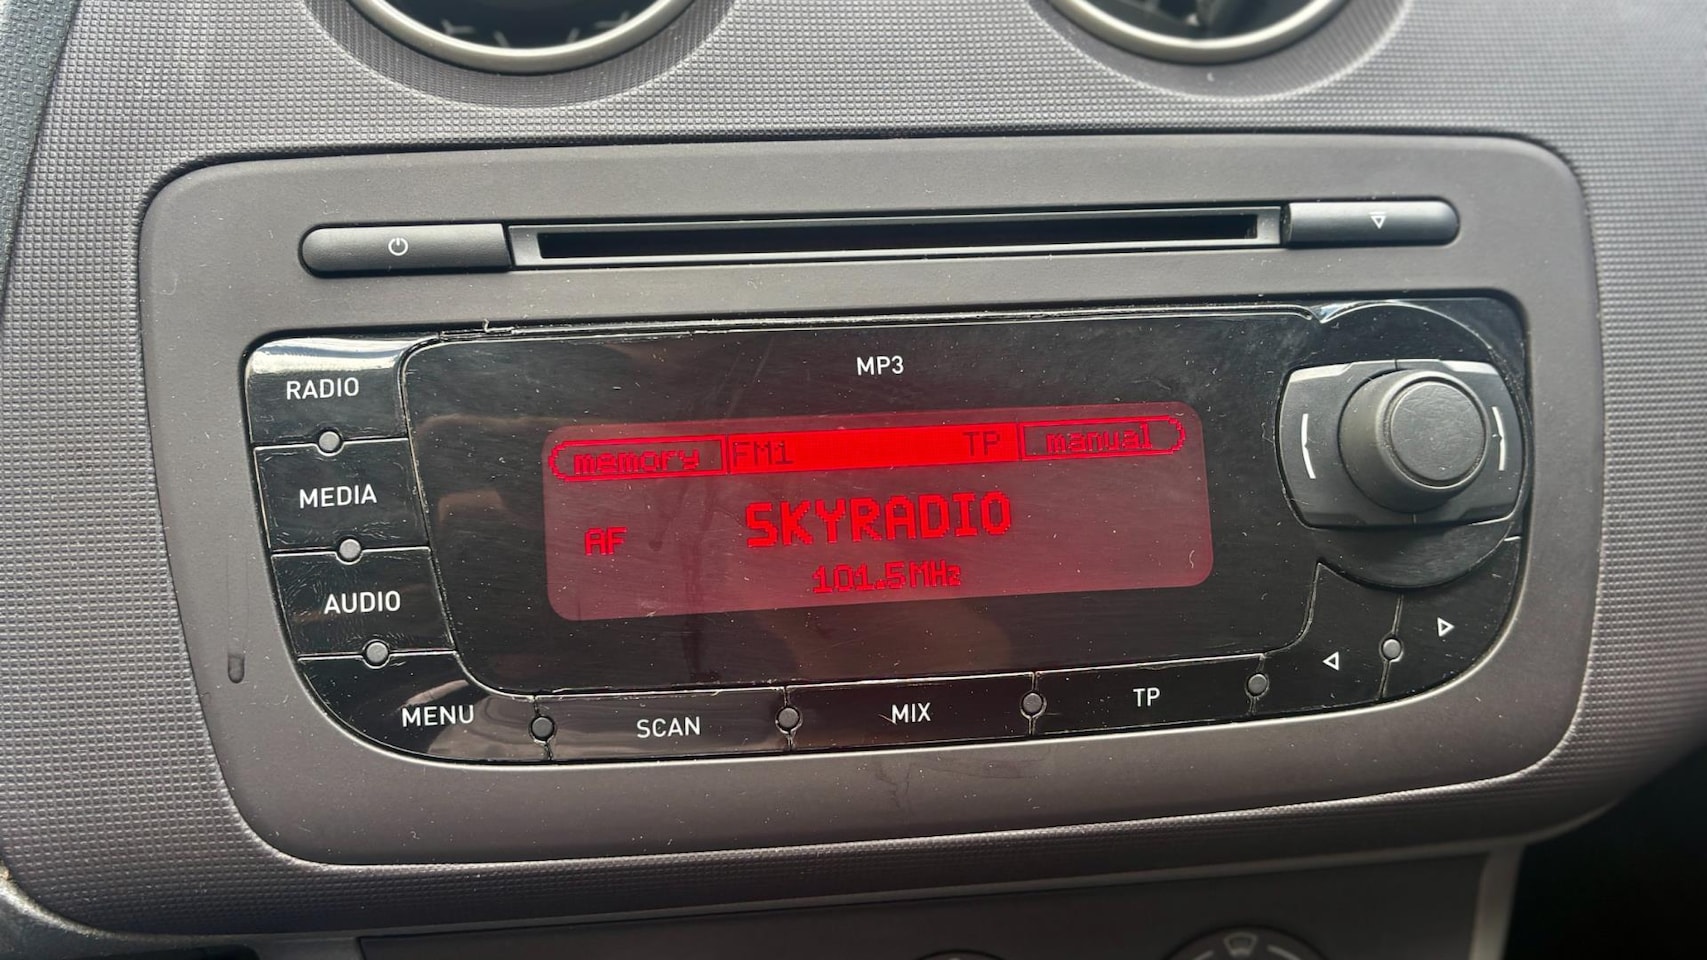 MP3
RADIO
MEDIA
AUDIO
memory FM1 TP manual
AF SKYRADIO
101.5MHz
MENU SCAN MIX TP